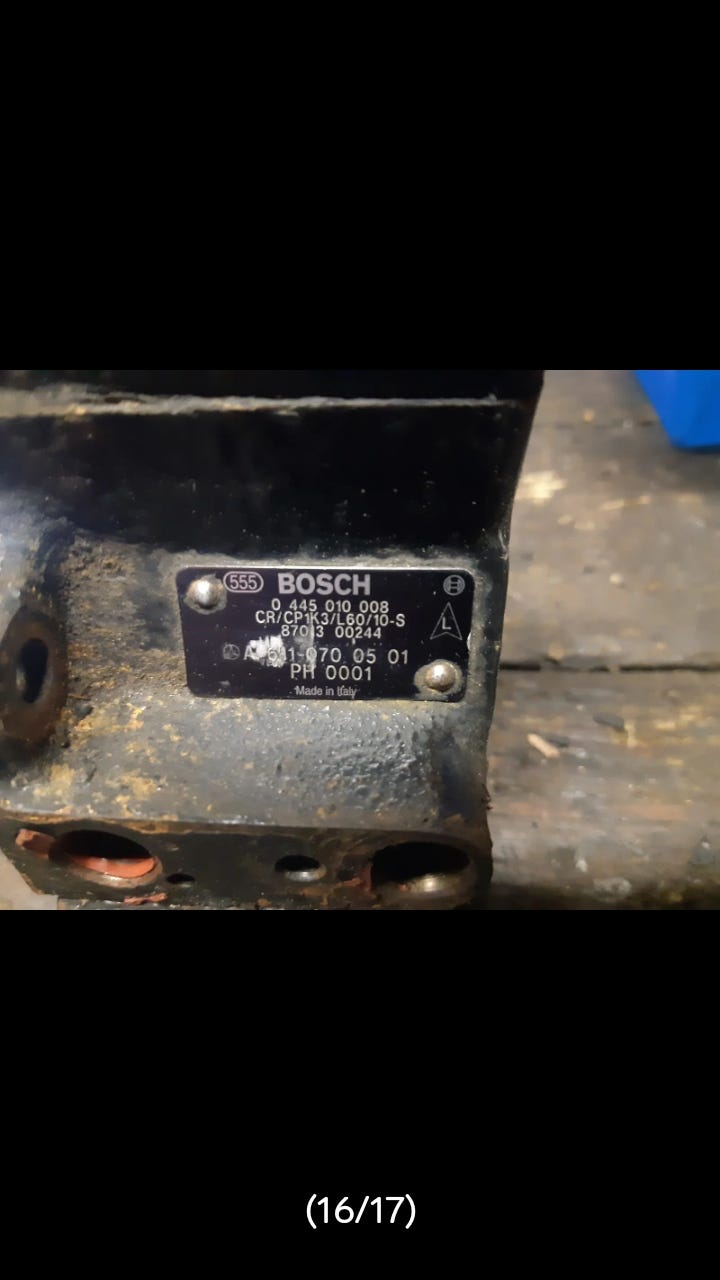 555 BOSCH
0 445 010 008
CR/CP1K3/L60/10-S
87013 00244
L
070 05 01
PH 0001
Made in Italy
(16/17)